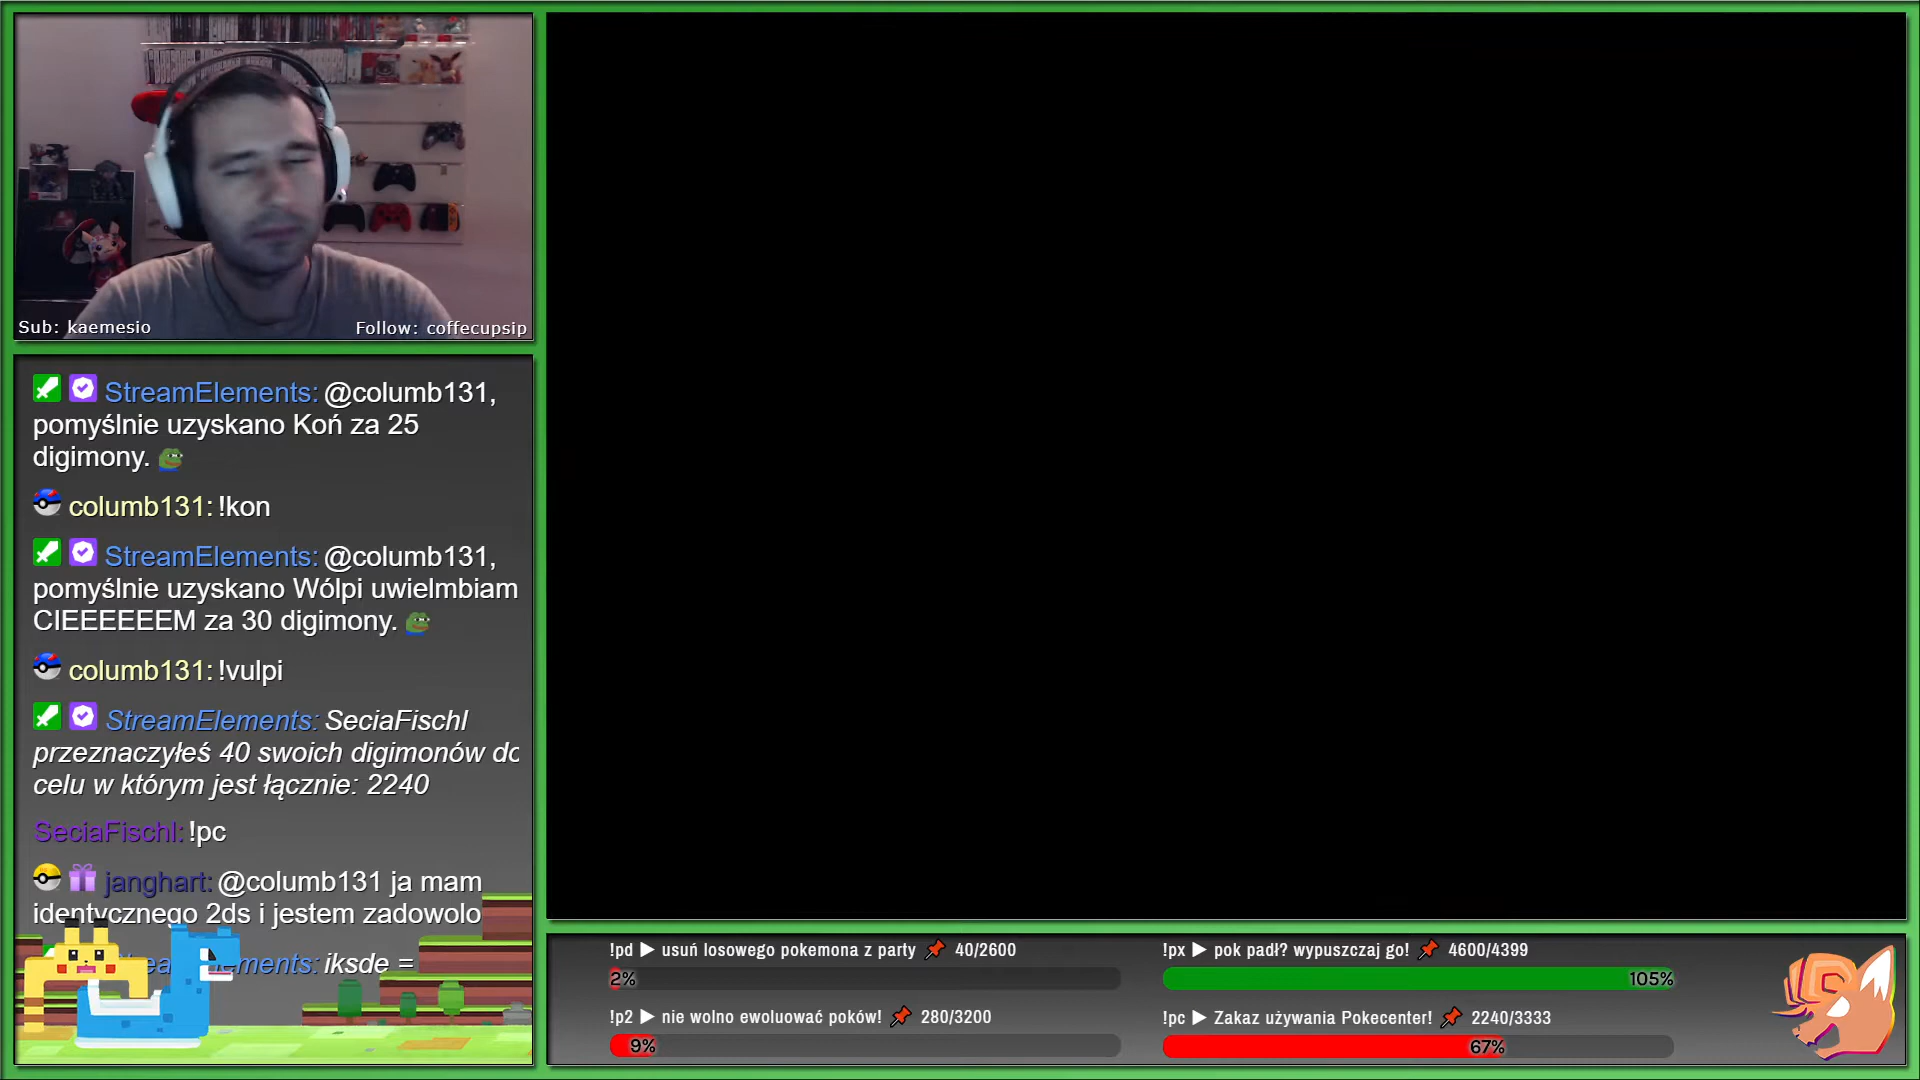 Sub: kaemesio
Follow: coffecupsip
StreamElements: @columb131,
pomyślnie uzyskano Koń za 25
digimony.
columb131: !kon
StreamElements: @columb131,
pomyślnie uzyskano Wólpi uwielmbiam
CIEEEEEEM za 30 digimony.
columb131: !vulpi
StreamElements: SeciaFischl
przeznaczyłeś 40 swoich digimonów do
celu w którym jest łącznie: 2240
SeciaFischl: !pc
janghart: @columb131 ja mam
identycznego 2ds i jestem zadowolo
iksde =
!pd ▶ usuń losowego pokemona z party 40/2600
2%
!px ▶ pok padł? wypuszczaj go! 4600/4399
105%
!p2 ▶ nie wolno ewoluować poków! 280/3200
9%
!pc ▶ Zakaz używania Pokecenter! 2240/3333
67%